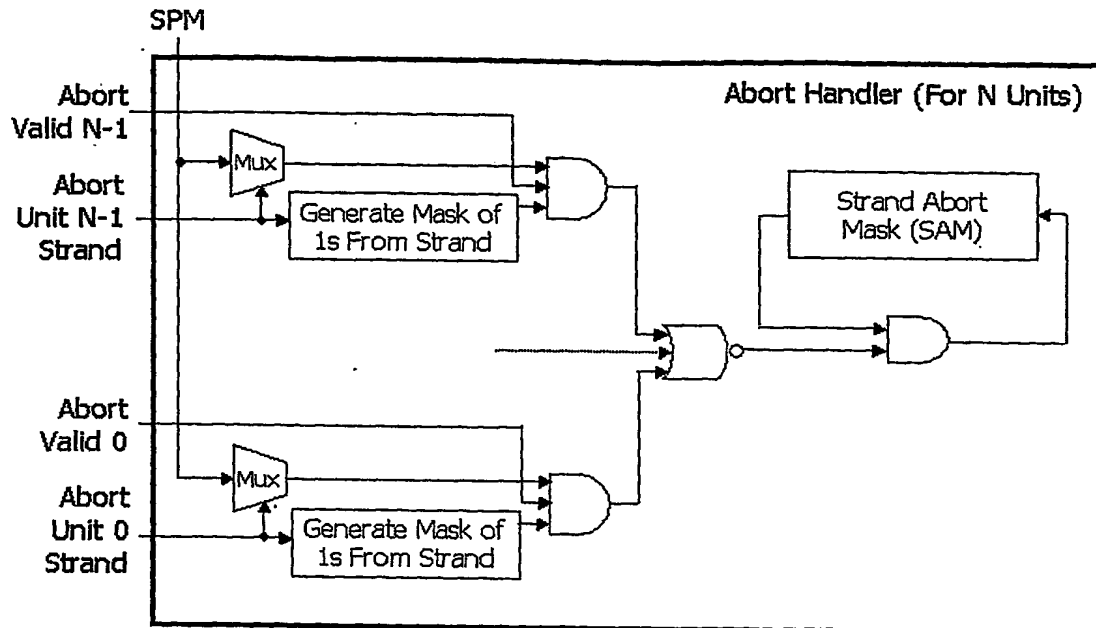 SPM
Abort Handler (For N Units)
Abort
Valid N-1
Mux
Abort
Unit N-1
Strand
Generate Mask of
1s From Strand
Strand Abort
Mask (SAM)
Abort
Valid 0
Mux
Abort
Unit 0
Strand
Generate Mask of
1s From Strand